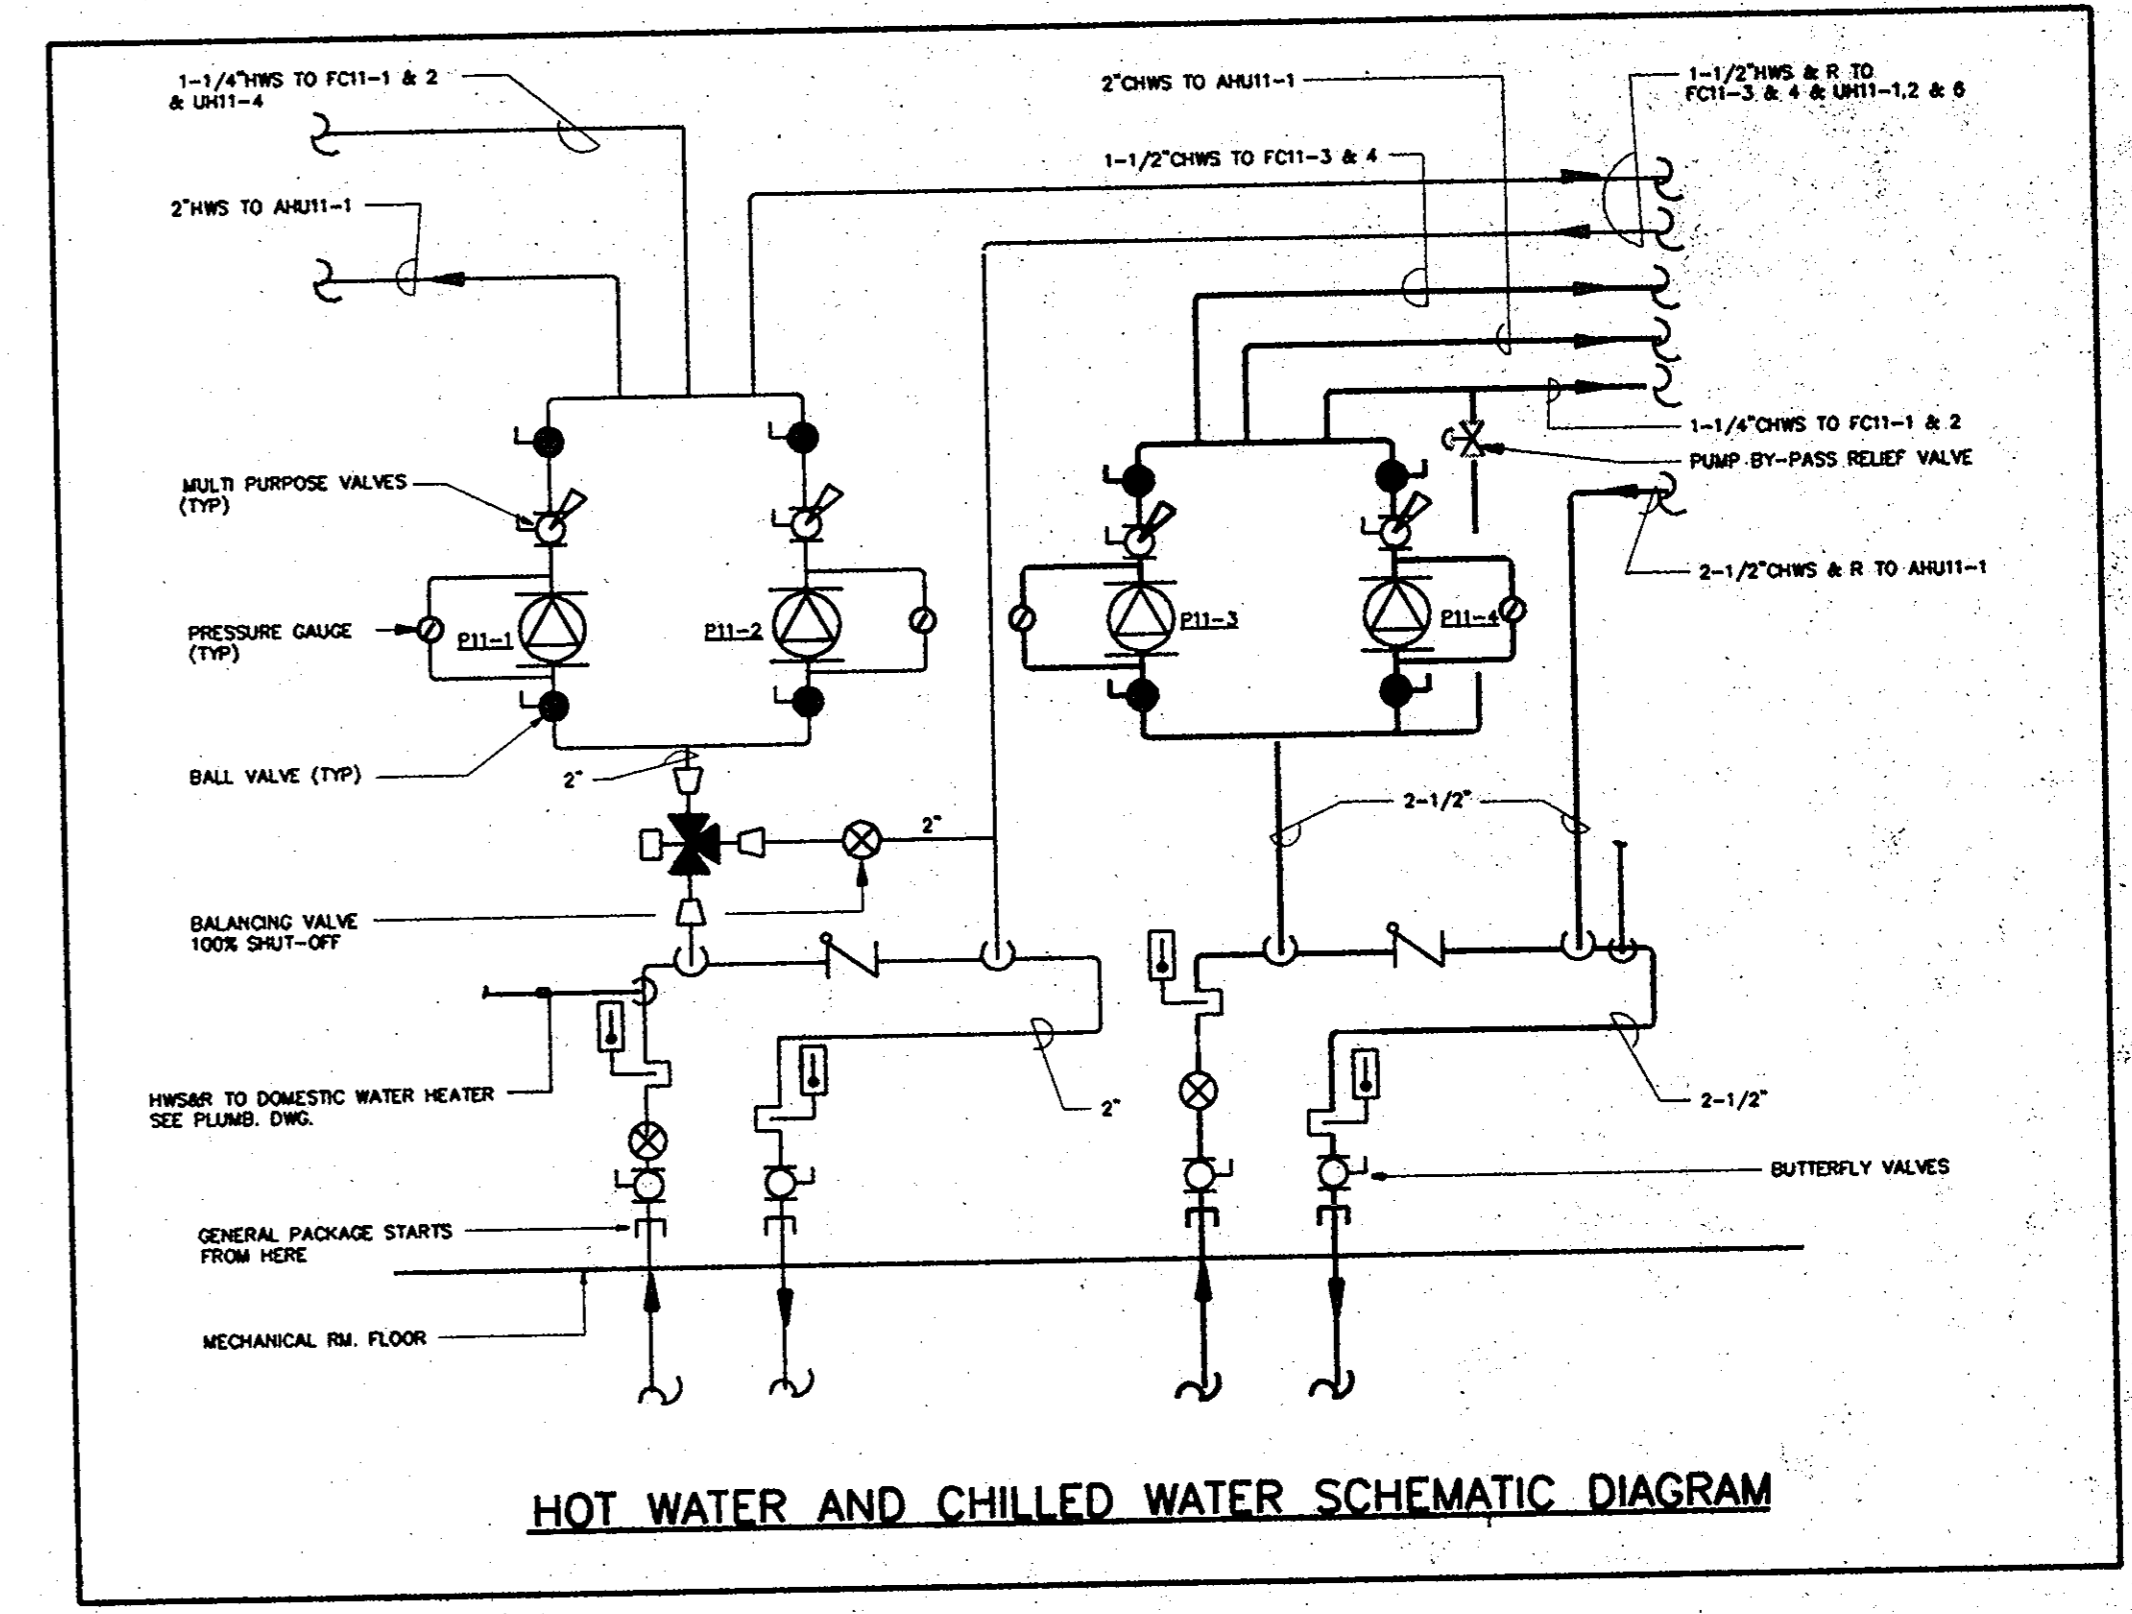 1-1/4"HWS TO FC11-1 & 2
& UH11-4
2"CHWS TO AHU11-1
1-1/2"HWS & R TO
FC11-3 & 4 & UH11-1,2 & 6
1-1/2"CHWS TO FC11-3 & 4
2"HWS TO AHU11-1
1-1/4"CHWS TO FC11-1 & 2
PUMP BY-PASS RELIEF VALVE
MULTI PURPOSE VALVES
(TYP)
2-1/2"CHWS & R TO AHU11-1
PRESSURE GAUGE
(TYP)
P11-1
P11-2
P11-3
P11-4
BALL VALVE (TYP)
2"
2-1/2"
2"
BALANCING VALVE
100% SHUT-OFF
HWS&R TO DOMESTIC WATER HEATER
SEE PLUMB. DWG.
2"
2-1/2"
BUTTERFLY VALVES
GENERAL PACKAGE STARTS
FROM HERE
MECHANICAL RM. FLOOR
HOT WATER AND CHILLED WATER SCHEMATIC DIAGRAM